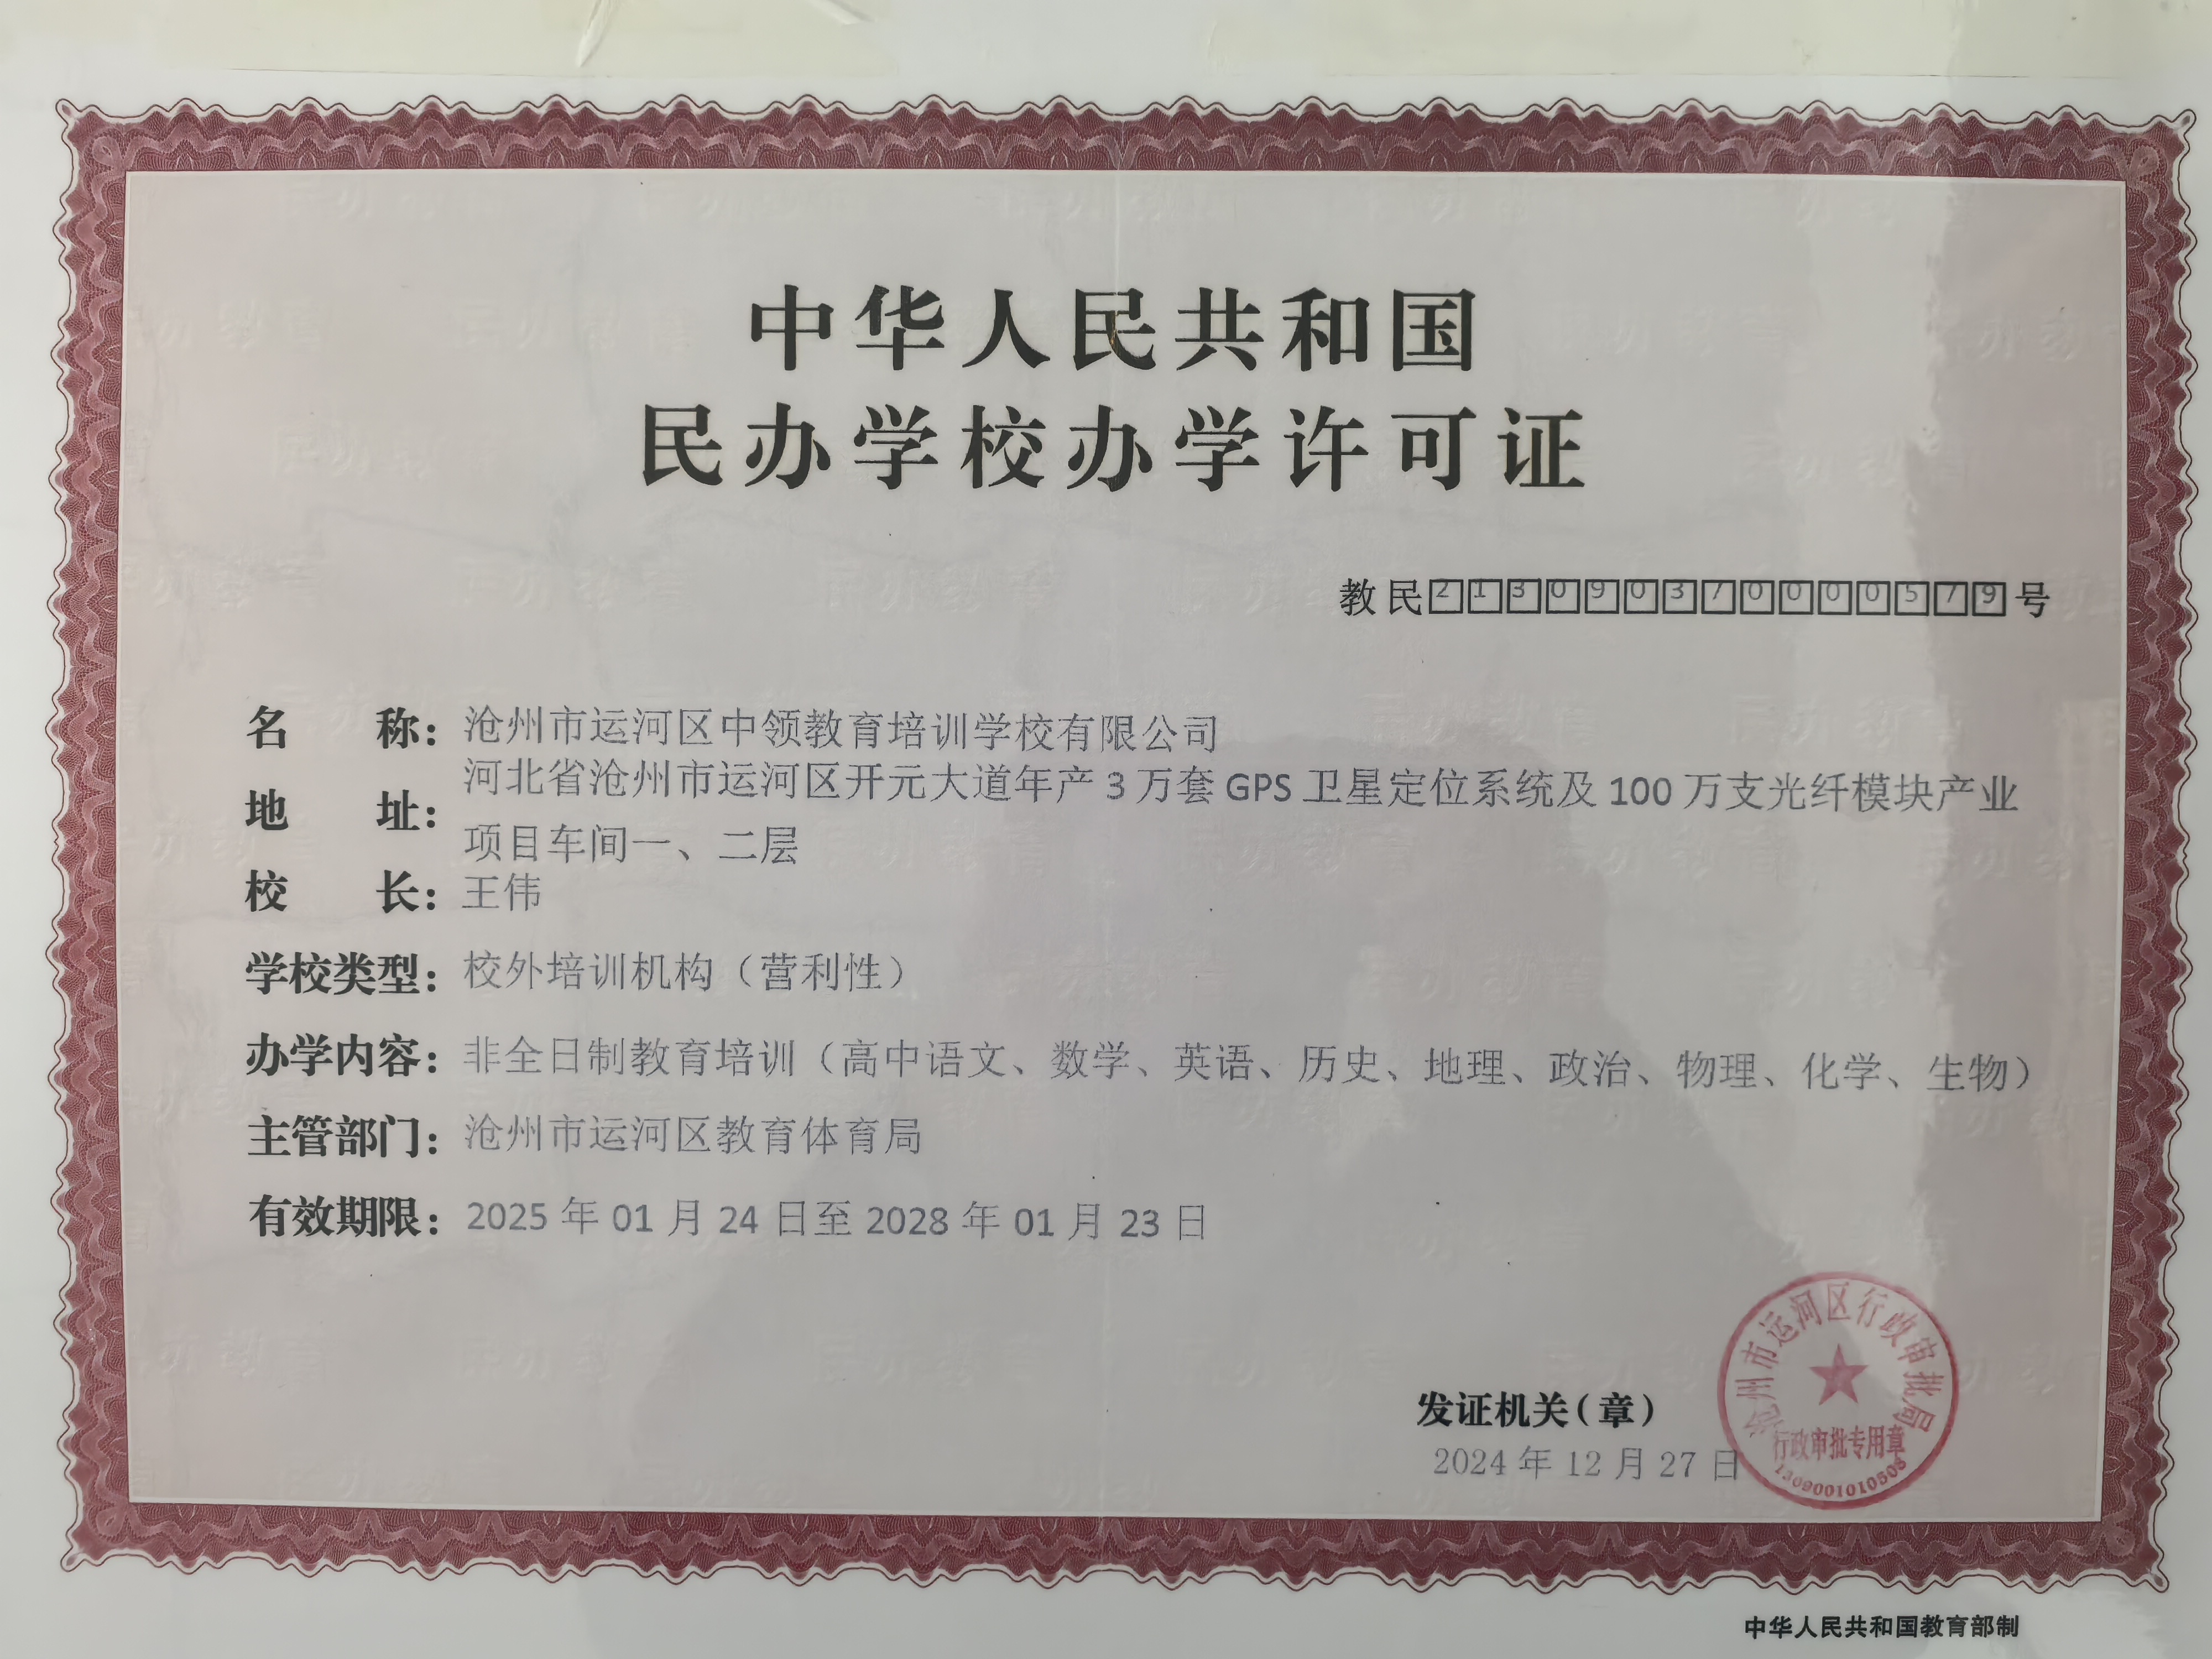 中华人民共和国
民办学校办学许可证
教民213090370000579号
名 称：沧州市运河区中领教育培训学校有限公司
地 址：河北省沧州市运河区开元大道年产3万套GPS卫星定位系统及100万支光纤模块产业
项目车间一、二层
校 长：王伟
学校类型：校外培训机构（营利性）
办学内容：非全日制教育培训（高中语文、数学、英语、历史、地理、政治、物理、化学、生物）
主管部门：沧州市运河区教育体育局
有效期限：2025年01月24日至2028年01月23日
沧州市运河区行政审批局
发证机关（章）
行政审批专用章
2024年12月27日
1309001010505
中华人民共和国教育部制